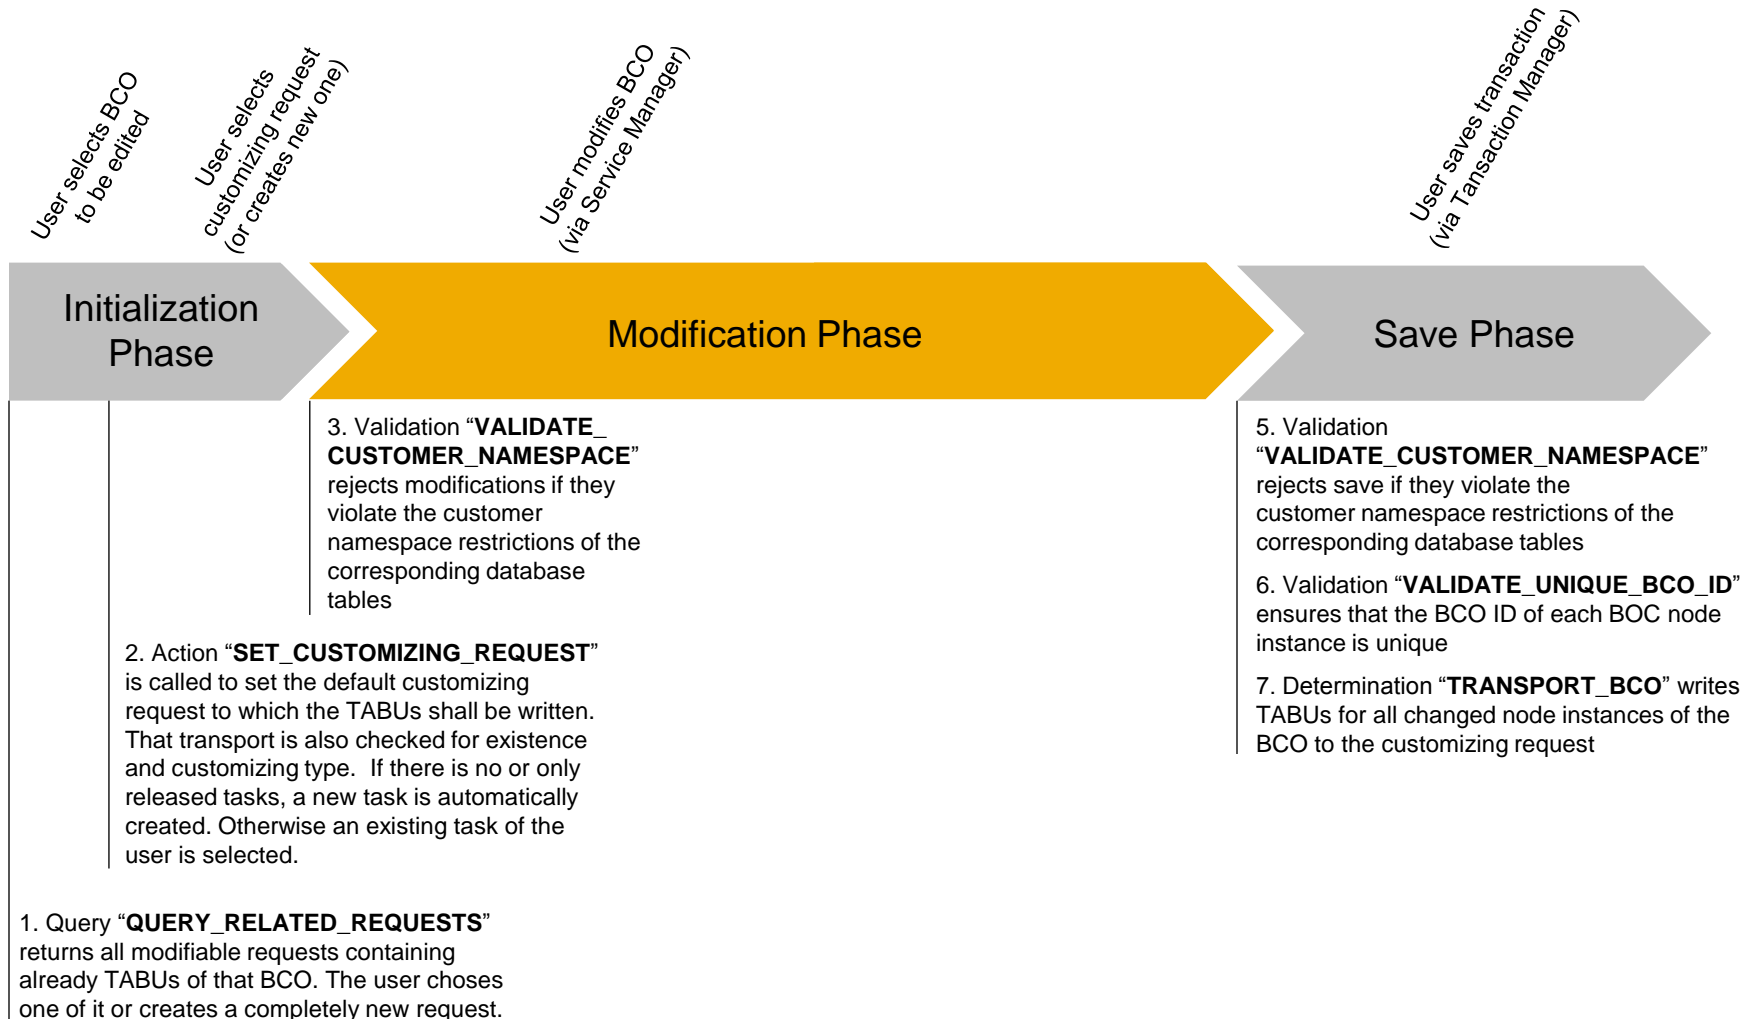 User selects BCO
to be edited
User selects
customizing request
(or creates new one)
User modifies BCO
(via Service Manager)
User saves transaction
(via Tansaction Manager)
Initialization
Phase
Modification Phase
Save Phase
3. Validation “VALIDATE_
CUSTOMER_NAMESPACE”
rejects modifications if they
violate the customer
namespace restrictions of the
corresponding database
tables
5. Validation
“VALIDATE_CUSTOMER_NAMESPACE”
rejects save if they violate the
customer namespace restrictions of the
corresponding database tables
6. Validation “VALIDATE_UNIQUE_BCO_ID”
ensures that the BCO ID of each BOC node
instance is unique
7. Determination “TRANSPORT_BCO” writes
TABUs for all changed node instances of the
BCO to the customizing request
2. Action “SET_CUSTOMIZING_REQUEST”
is called to set the default customizing
request to which the TABUs shall be written.
That transport is also checked for existence
and customizing type.  If there is no or only
released tasks, a new task is automatically
created. Otherwise an existing task of the
user is selected.
1. Query “QUERY_RELATED_REQUESTS”
returns all modifiable requests containing
already TABUs of that BCO. The user choses
one of it or creates a completely new request.